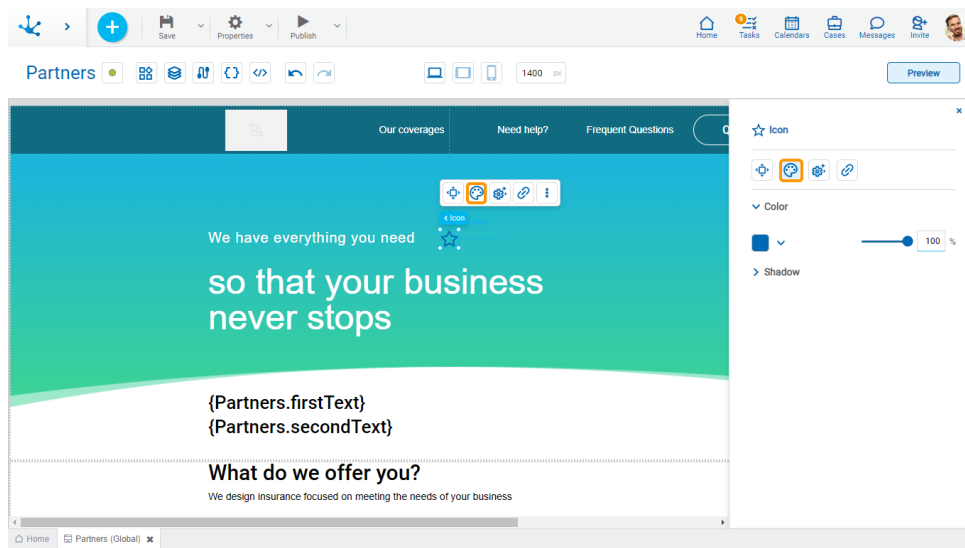 Save
Properties
Publish
Home
9
Tasks
Calendars
Cases
Messages
Invite
Partners
1400 px
Preview
Our coverages
Need help?
Frequent Questions
Icon
Color
100 %
Shadow
< Icon
We have everything you need
so that your business
never stops
{Partners.firstText}
{Partners.secondText}
What do we offer you?
We design insurance focused on meeting the needs of your business
Home
Partners (Global)